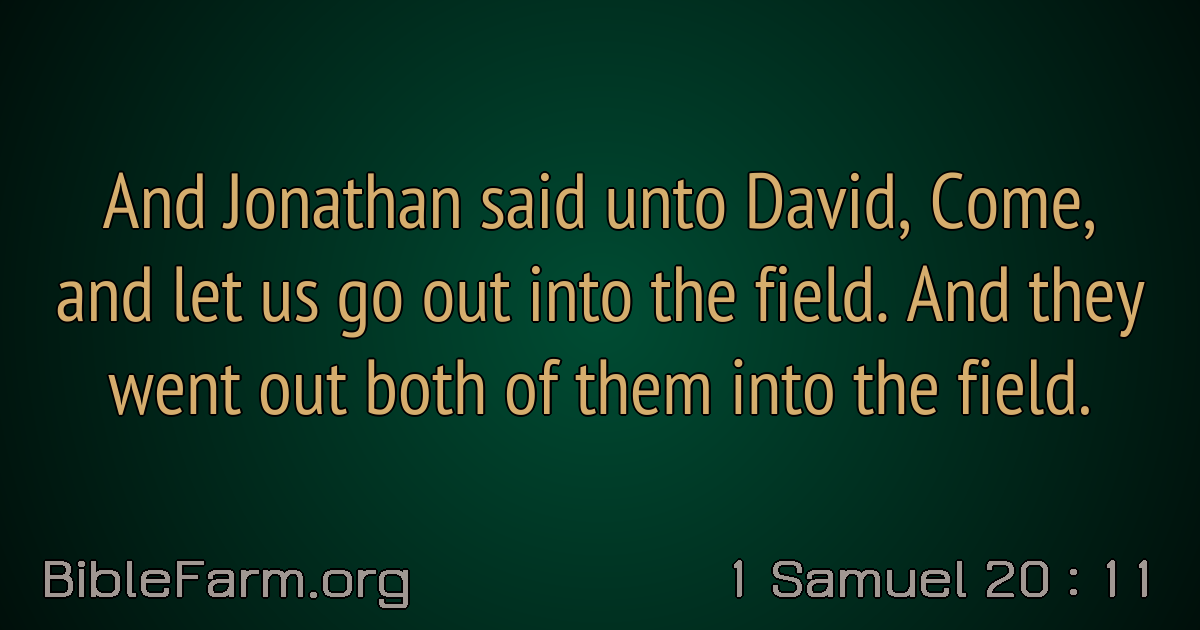 And Jonathan said unto David, Come,
and let us go out into the field. And they
went out both of them into the field.
BibleFarm.org
1 Samuel 20 : 11